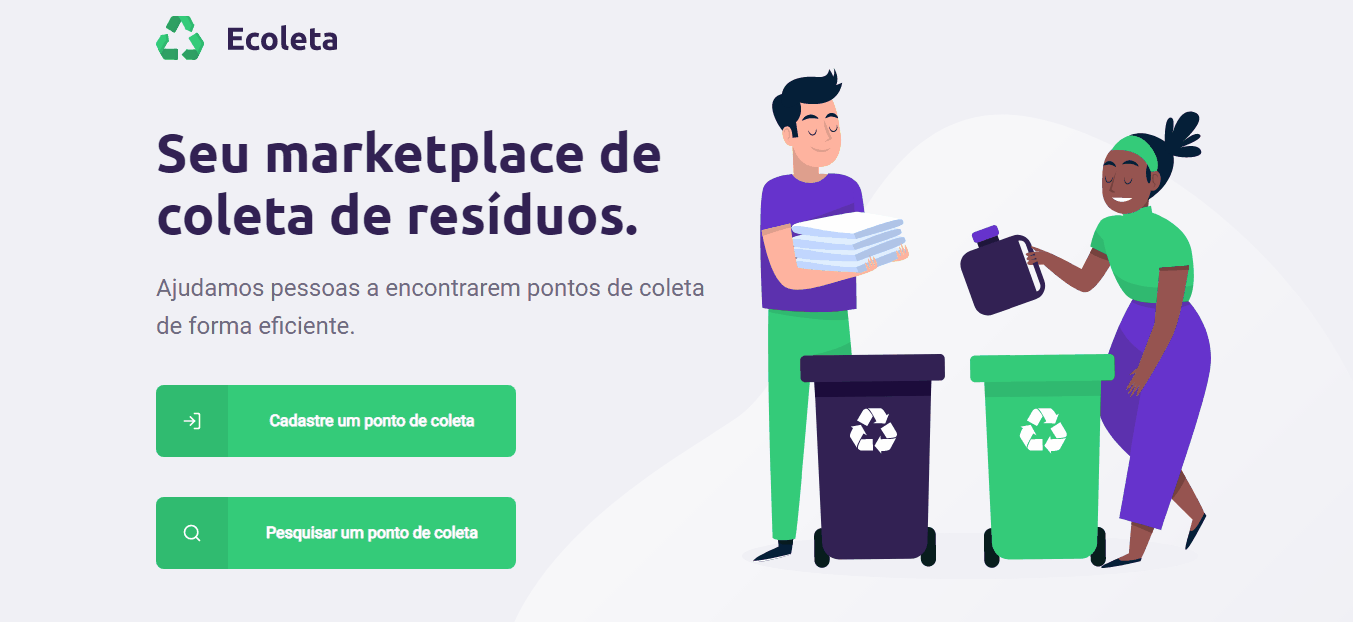 Ecoleta
Seu marketplace de
coleta de resíduos.
Ajudamos pessoas a encontrarem pontos de coleta
de forma eficiente.
Cadastre um ponto de coleta
Pesquisar um ponto de coleta